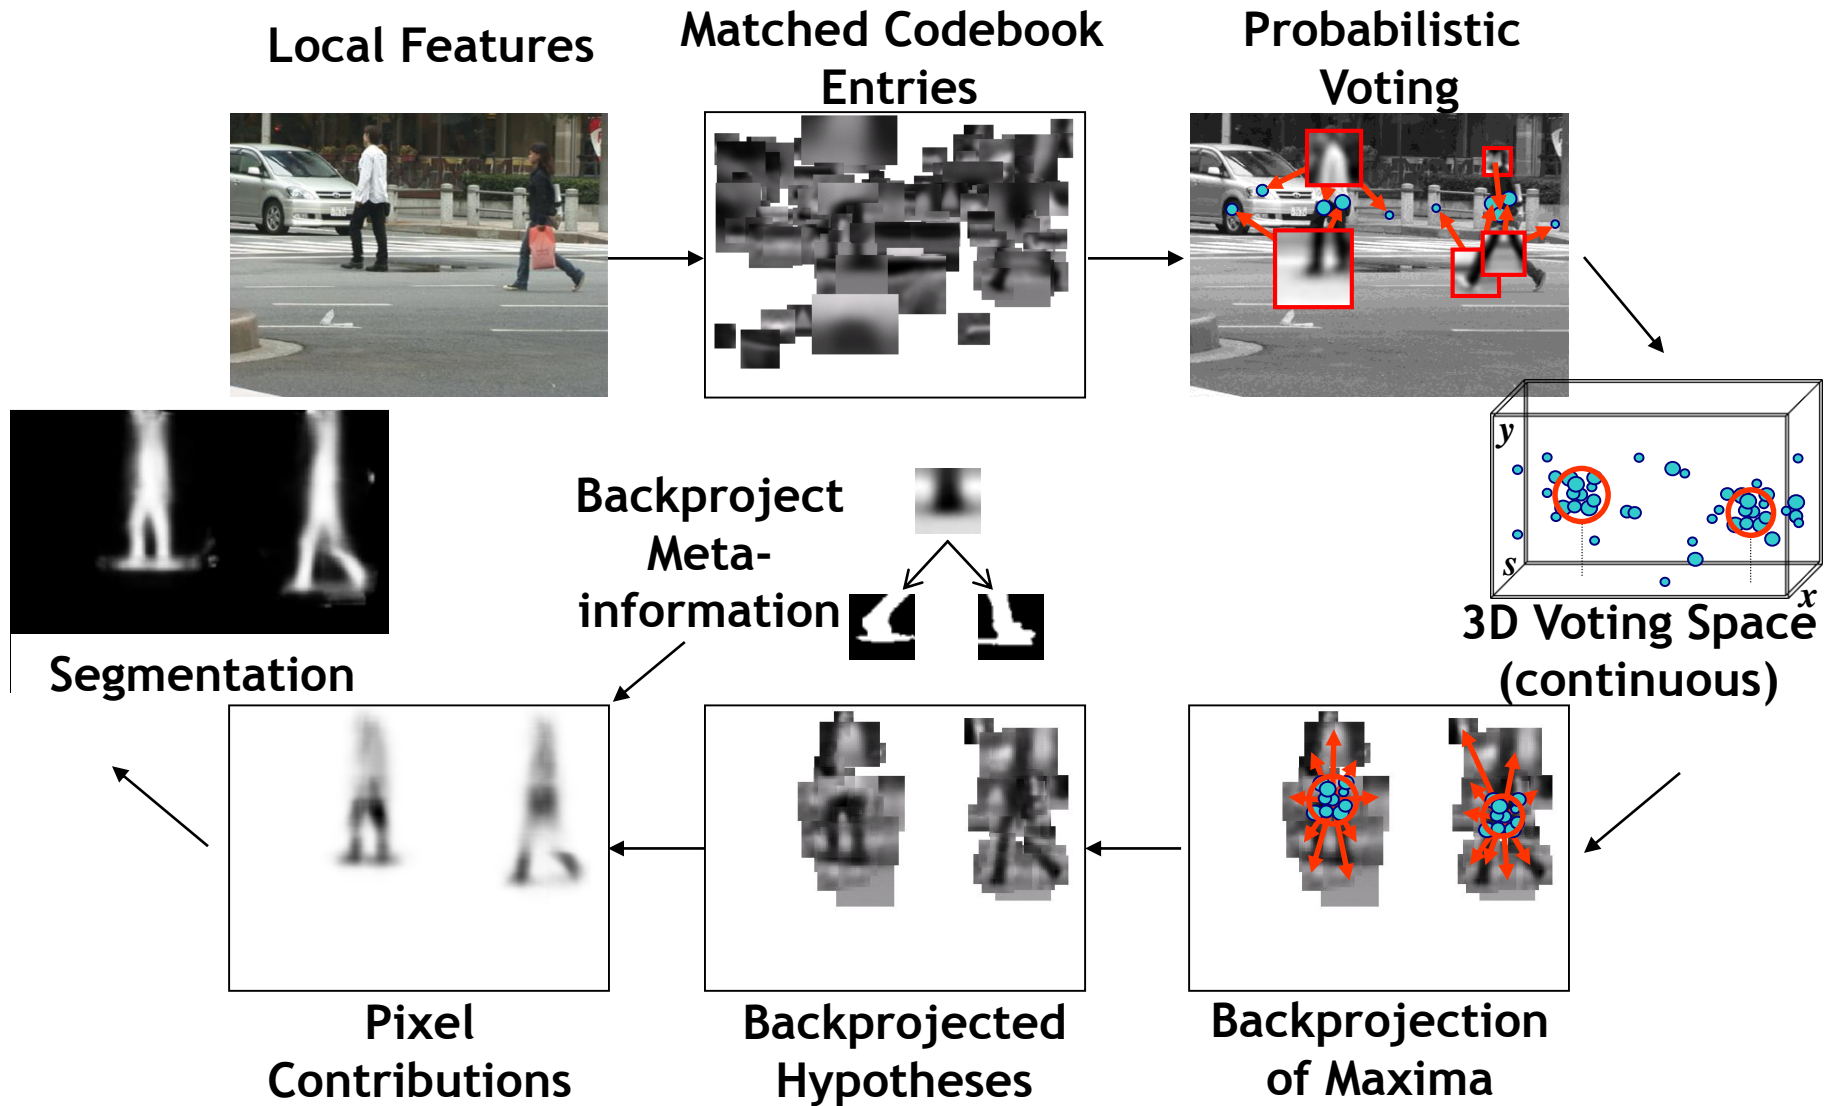 Local Features
Matched Codebook
Entries
Probabilistic
Voting
y
s
x
3D Voting Space
(continuous)
Backproject
Meta-
information
Segmentation
Pixel
Contributions
Backprojected
Hypotheses
Backprojection
of Maxima